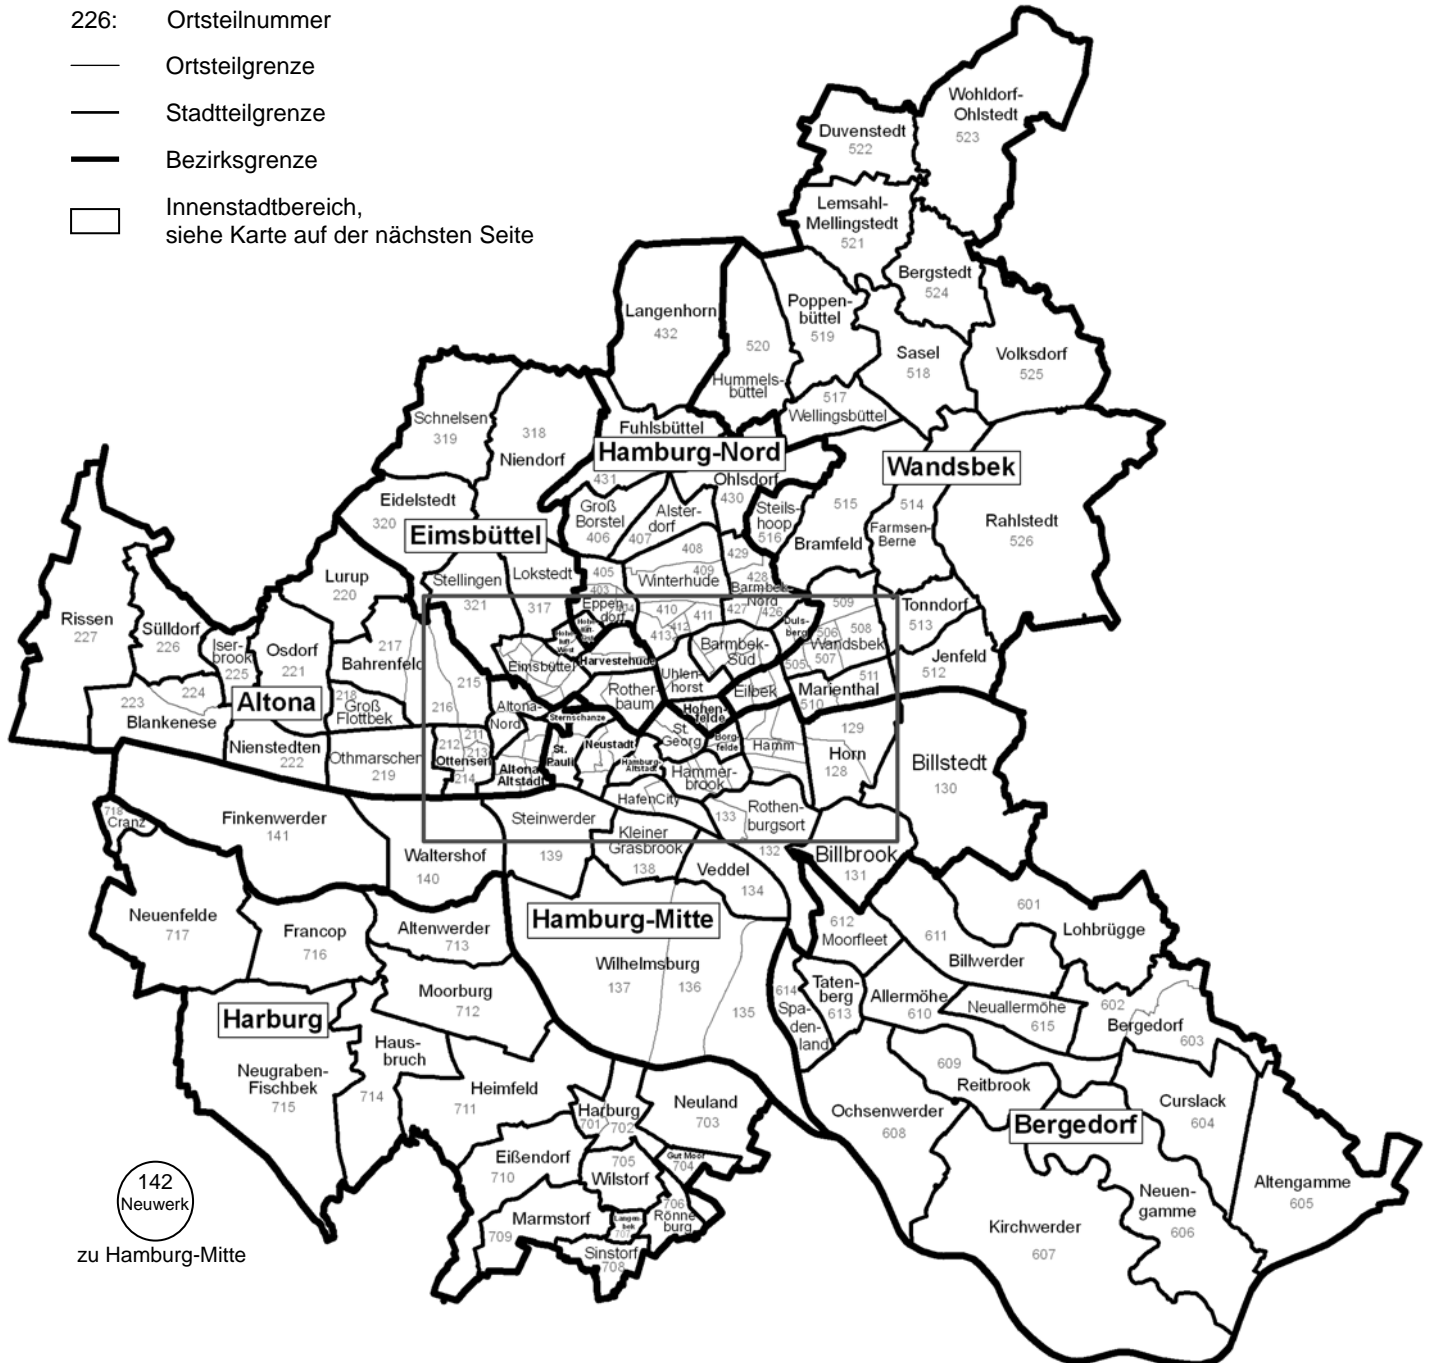 226: Ortsteilnummer
Ortsteilgrenze
Stadtteilgrenze
Bezirksgrenze
Innenstadtbereich,
siehe Karte auf der nächsten Seite
Wohldorf-
Ohlstedt
523
Duvenstedt
522
Lemsahl-
Mellingstedt
521
Bergstedt
524
Poppen-
büttel
519
Langenhorn
432
520
Hummels-
büttel
Sasel
518
Volksdorf
525
517
Wellingsbüttel
Schnelsen
319
318
Niendorf
Fuhlsbüttel
Hamburg-Nord
431
Ohlsdorf
430
Wandsbek
515
514
Farmsen-
Berne
Rahlstedt
526
Eidelstedt
320
Eimsbüttel
Groß
Borstel
406
Alster-
dorf
407
Steils-
hoop
516
Bramfeld
408
409
429
428
Winterhude
Barmbek-
Nord
405
403
404
Eppen-
dorf
410
411
412
413
427
426
Duls-
berg
509
506
508
Wandsbek
507
505
511
Tonndorf
513
Jenfeld
512
Lurup
220
Stellingen
321
Lokstedt
317
Hohe-
luft-
Ost
Hohe-
luft-
West
Eimsbüttel
Harvestehude
Rother-
baum
Uhlen-
horst
Barmbek-
Süd
Eilbek
Marienthal
510
Rissen
227
Sülldorf
226
Iser-
brook
225
Osdorf
221
217
Bahrenfeld
218
Groß
Flottbek
215
216
223
224
Blankenese
Altona
Nienstedten
222
Othmarschen
219
211
212
213
Ottensen
214
Altona-
Nord
Altona
Altstadt
Sternschanze
St.
Pauli
Neustadt
Hamburg-
Altstadt
St.
Georg
Hohen-
felde
Borg-
felde
Hamm
Hammer-
brook
129
Horn
128
Billstedt
130
HafenCity
133
Rothen-
burgsort
132
Billbrook
131
718
Cranz
Finkenwerder
141
Waltershof
140
Steinwerder
139
Kleiner
Grasbrook
138
Veddel
134
Hamburg-Mitte
Wilhelmsburg
137
136
135
Neuenfelde
717
Francop
716
Altenwerder
713
Moorburg
712
Harburg
Neugraben-
Fischbek
715
Haus-
bruch
714
Heimfeld
711
Harburg
701
702
Neuland
703
Gut Moor
704
Eißendorf
710
705
Wilstorf
706
Rönne
burg
Marmstorf
709
Langen-
bek
707
Sinstorf
708
612
Moorfleet
614
Spa-
den-
land
Taten-
berg
613
611
Billwerder
601
Lohbrügge
Allermöhe
610
Neuallermöhe
615
602
Bergedorf
603
609
Reitbrook
Ochsenwerder
608
Bergedorf
Curslack
604
Altengamme
605
Neuen-
gamme
606
Kirchwerder
607
142
Neuwerk
zu Hamburg-Mitte